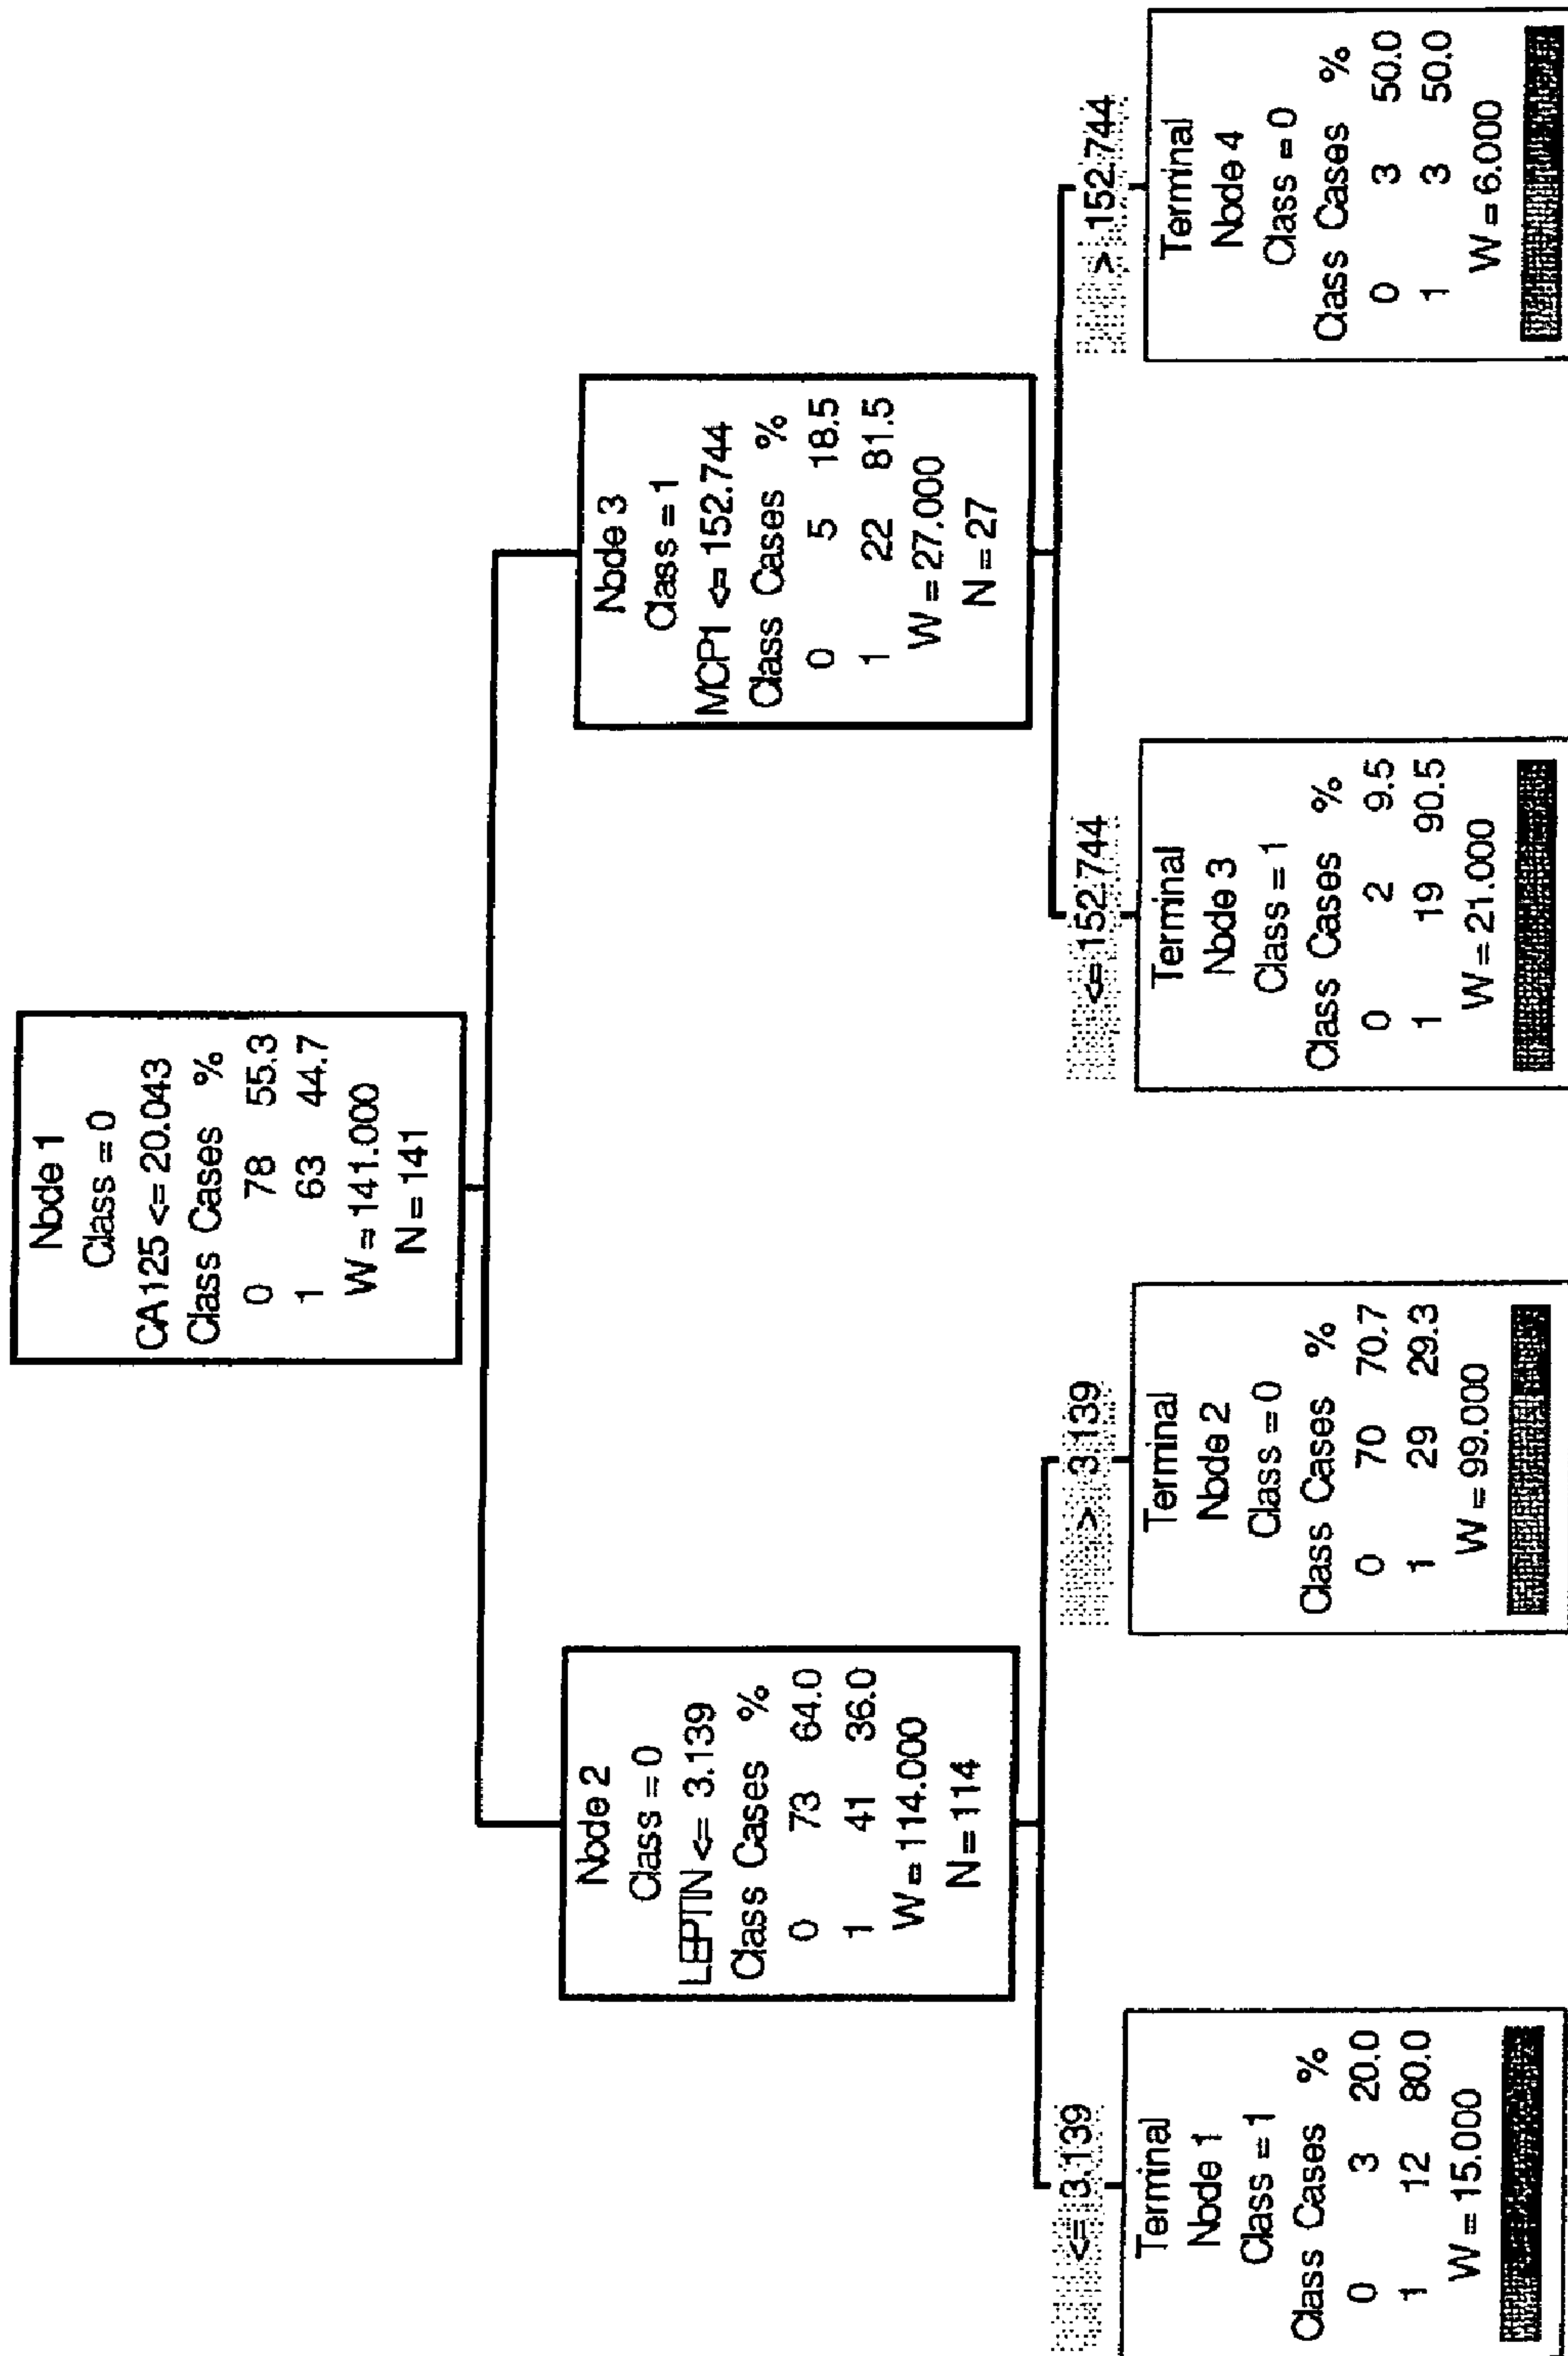 Node 1
Class = 0
CA125 <= 20.043
Class Cases %
0 78 55.3
1 63 44.7
W = 141.000
N = 141
Node 2
Class = 0
LEPTIN <= 3.139
Class Cases %
0 73 64.0
1 41 36.0
W = 114.000
N = 114
Node 3
Class = 1
MCP1 <= 152.744
Class Cases %
0 5 18.5
1 22 81.5
W = 27.000
N = 27
<= 3.139
> 3.139
<= 152.744
> 152.744
Terminal
Node 1
Class = 1
Class Cases %
0 3 20.0
1 12 80.0
W = 15.000
Terminal
Node 2
Class = 0
Class Cases %
0 70 70.7
1 29 29.3
W = 99.000
Terminal
Node 3
Class = 1
Class Cases %
0 2 9.5
1 19 90.5
W = 21.000
Terminal
Node 4
Class = 0
Class Cases %
0 3 50.0
1 3 50.0
W = 6.000